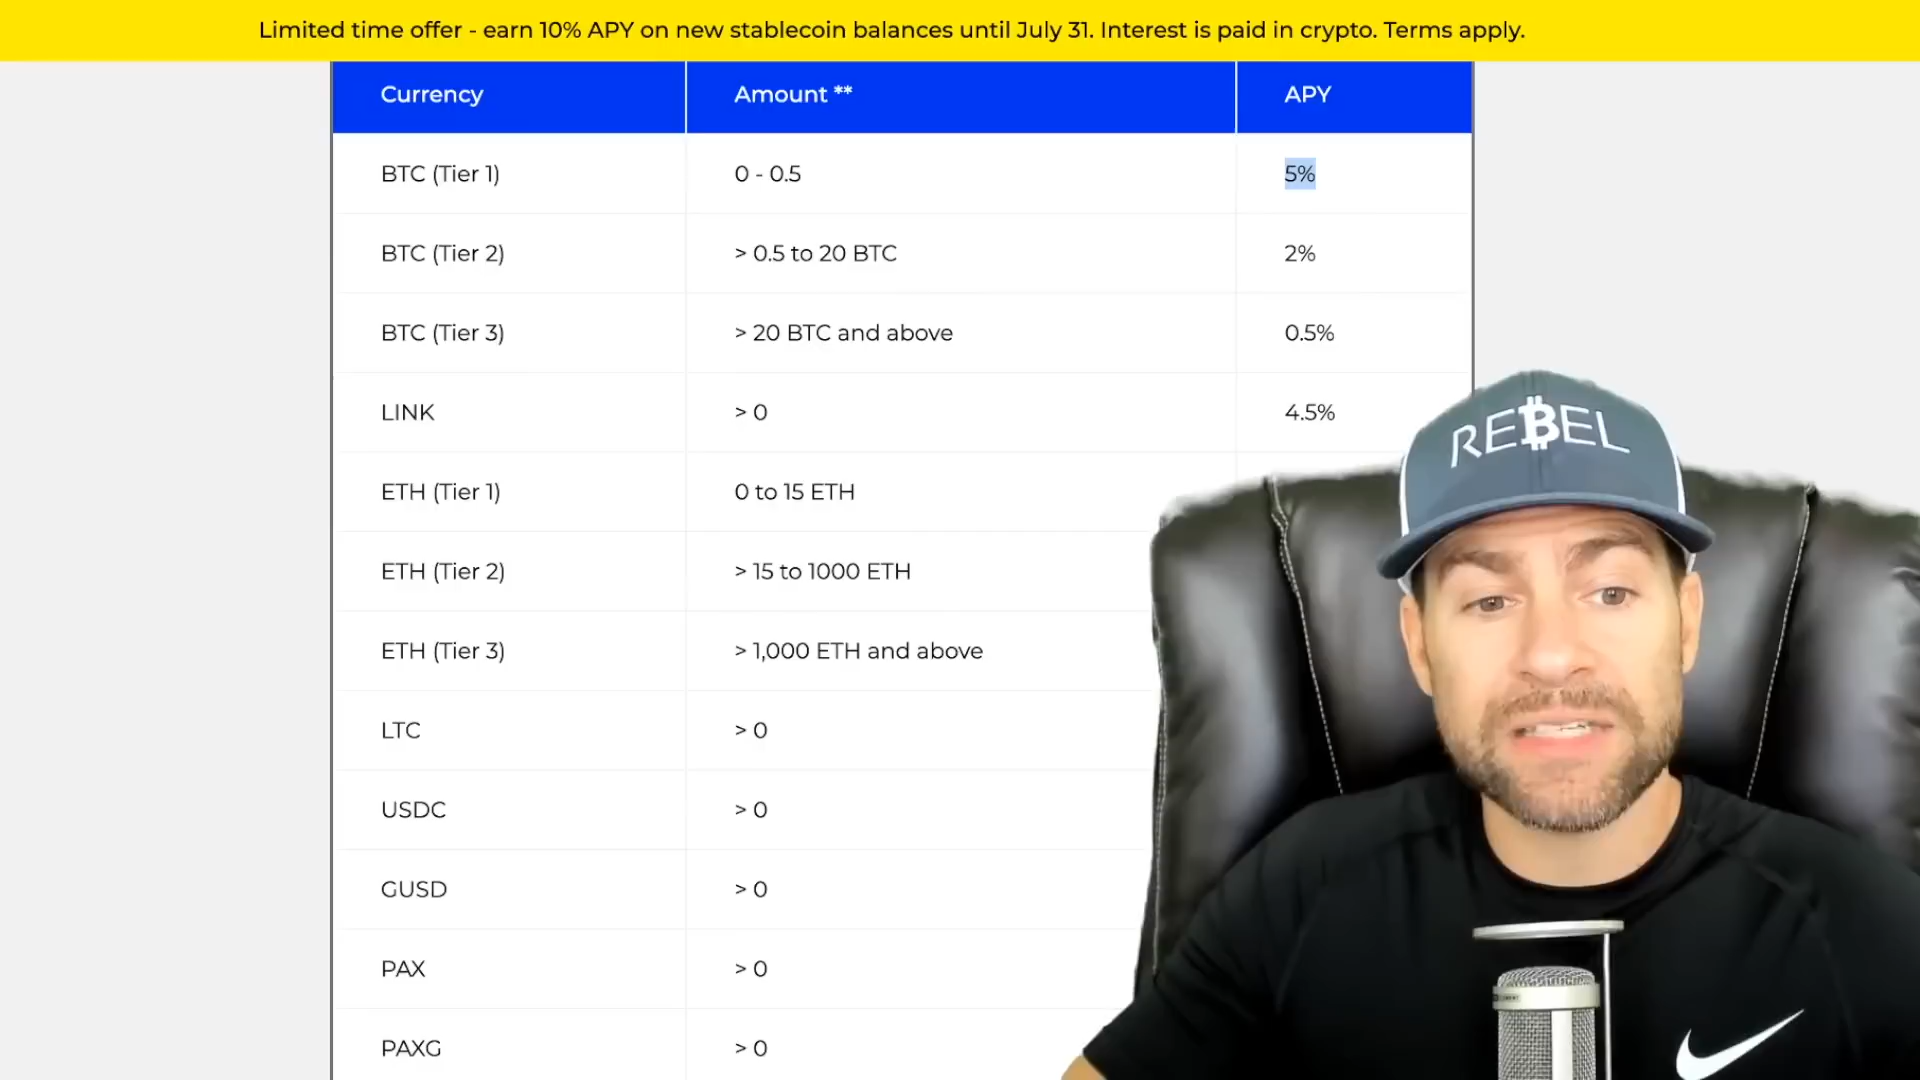 Limited time offer - earn 10% APY on new stablecoin balances until July 31. Interest is paid in crypto. Terms apply.
Currency Amount ** APY
BTC (Tier 1) 0 - 0.5 5%
BTC (Tier 2) > 0.5 to 20 BTC 2%
BTC (Tier 3) > 20 BTC and above 0.5%
LINK > 0 4.5%
REBEL
ETH (Tier 1) 0 to 15 ETH
ETH (Tier 2) > 15 to 1000 ETH
ETH (Tier 3) > 1,000 ETH and above
LTC > 0
USDC > 0
GUSD > 0
PAX > 0
PAXG > 0